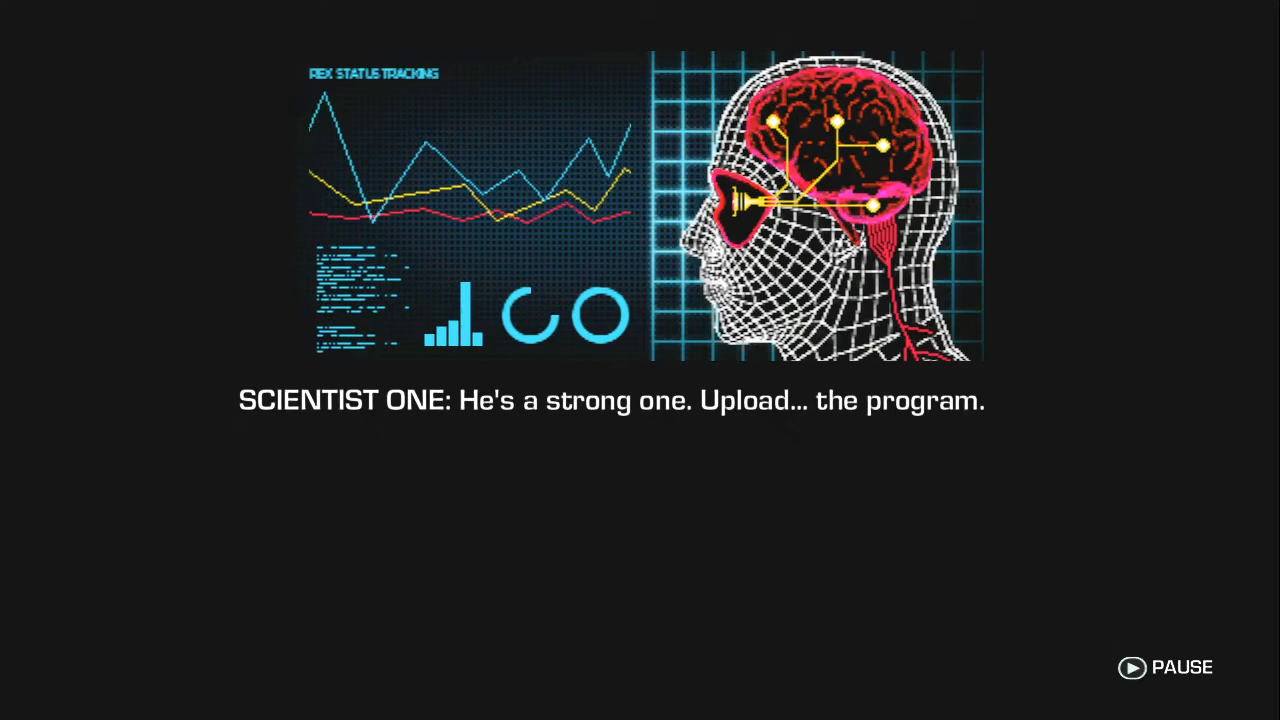 REX STATUS TRACKING
SCIENTIST ONE: He's a strong one. Upload... the program.
PAUSE